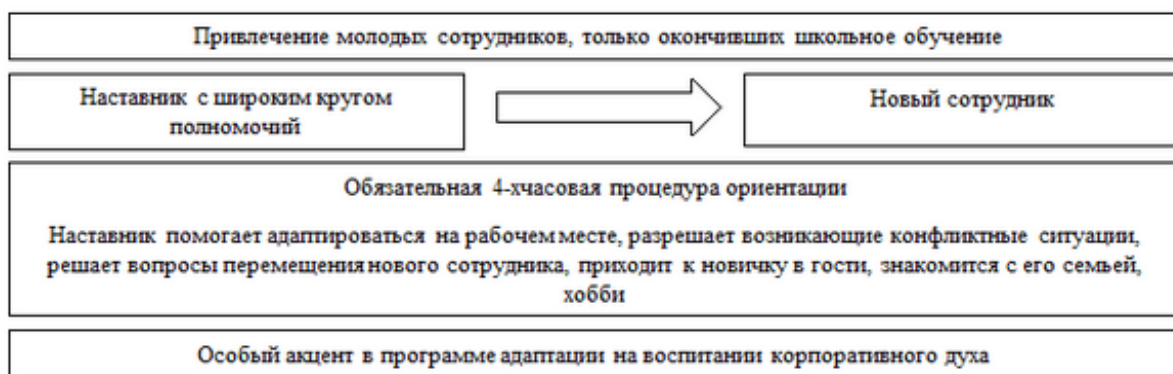 Привлечение молодых сотрудников, только окончивших школьное обучение
Наставник с широким кругом
полномочий
Новый сотрудник
Обязательная 4-хчасовая процедура ориентации
Наставник помогает адаптироваться на рабочем месте, разрешает возникающие конфликтные ситуации,
решает вопросы перемещения нового сотрудника, приходит к новичку в гости, знакомится с его семьей,
хобби
Особый акцент в программе адаптации на воспитании корпоративного духа